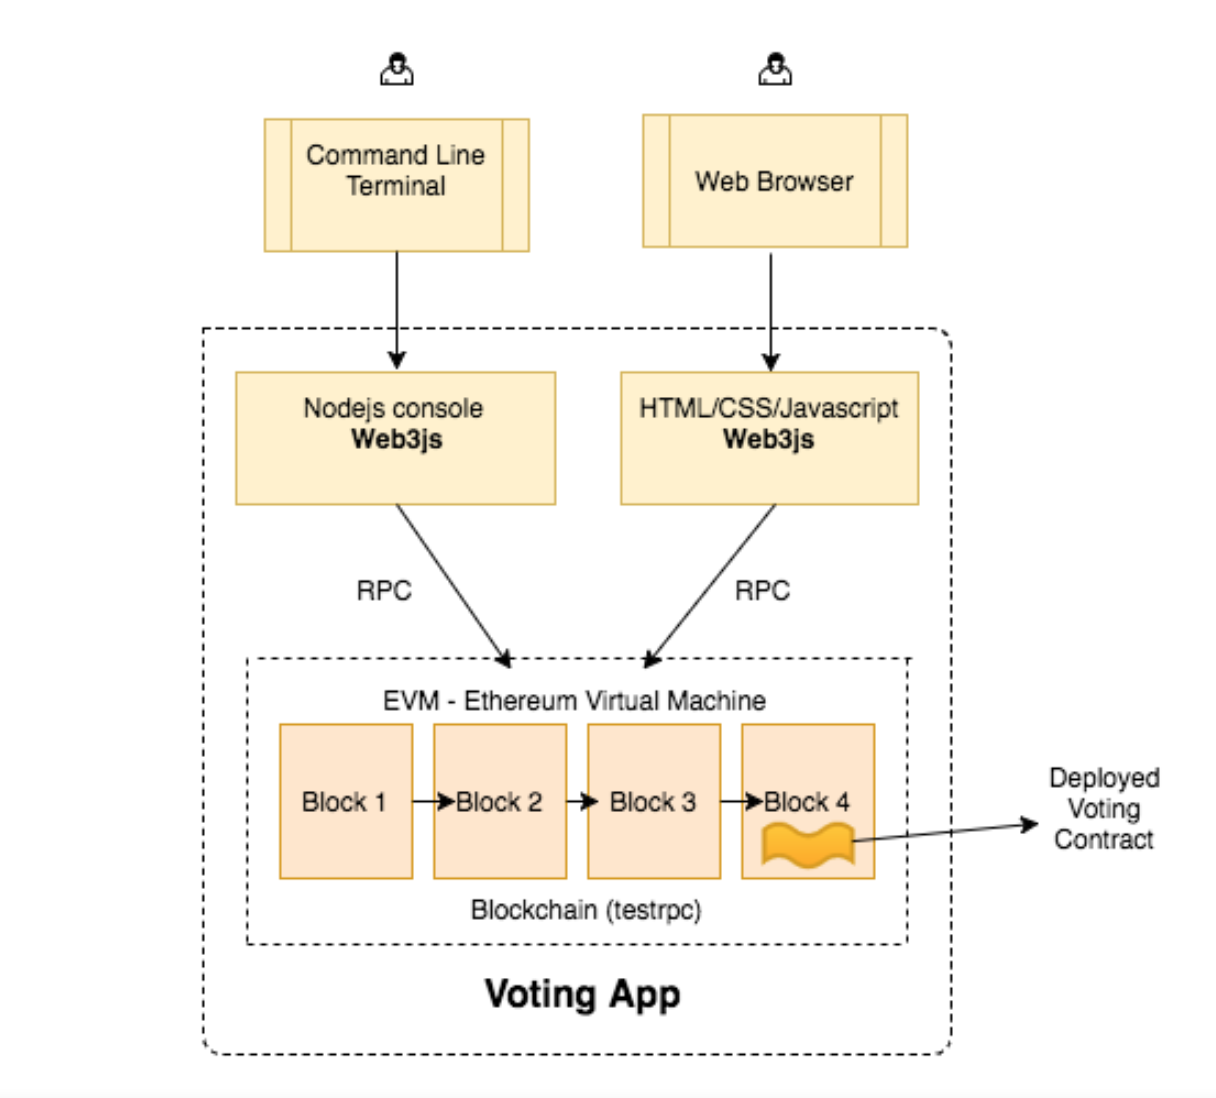 Command Line
Terminal
Web Browser
Nodejs console
Web3js
HTML/CSS/Javascript
Web3js
RPC
RPC
EVM - Ethereum Virtual Machine
Block 1
Block 2
Block 3
Block 4
Deployed
Voting
Contract
Blockchain (testrpc)
Voting App